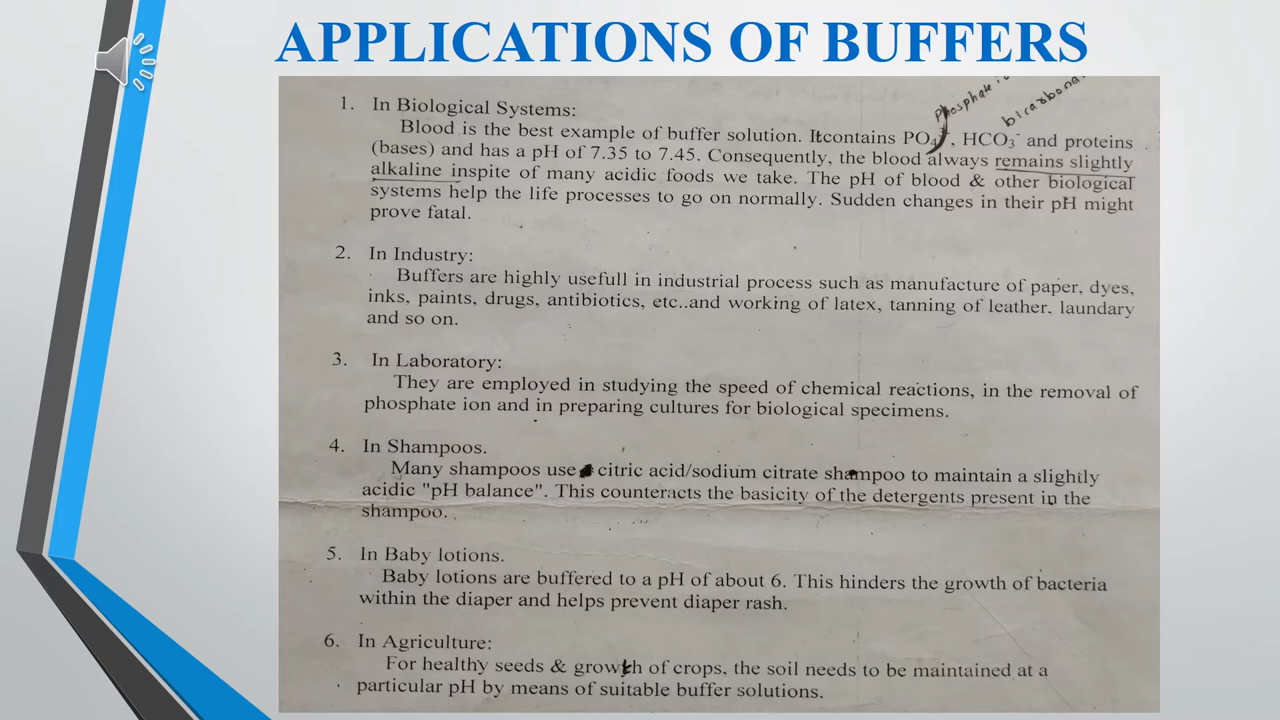 APPLICATIONS OF BUFFERS
Phosphate
bicarbona
1. In Biological Systems:
Blood is the best example of buffer solution. It contains PO₄, HCO₃⁻ and proteins
(bases) and has a pH of 7.35 to 7.45. Consequently, the blood always remains slightly
alkaline inspite of many acidic foods we take. The pH of blood & other biological
systems help the life processes to go on normally. Sudden changes in their pH might
prove fatal.
2. In Industry:
Buffers are highly usefull in industrial process such as manufacture of paper, dyes,
inks, paints, drugs, antibiotics, etc..and working of latex, tanning of leather, laundary
and so on.
3. In Laboratory:
They are employed in studying the speed of chemical reactions, in the removal of
phosphate ion and in preparing cultures for biological specimens.
4. In Shampoos.
Many shampoos use citric acid/sodium citrate shampoo to maintain a slightly
acidic "pH balance". This counteracts the basicity of the detergents present in the
shampoo.
5. In Baby lotions.
Baby lotions are buffered to a pH of about 6. This hinders the growth of bacteria
within the diaper and helps prevent diaper rash.
6. In Agriculture:
For healthy seeds & growth of crops, the soil needs to be maintained at a
particular pH by means of suitable buffer solutions.